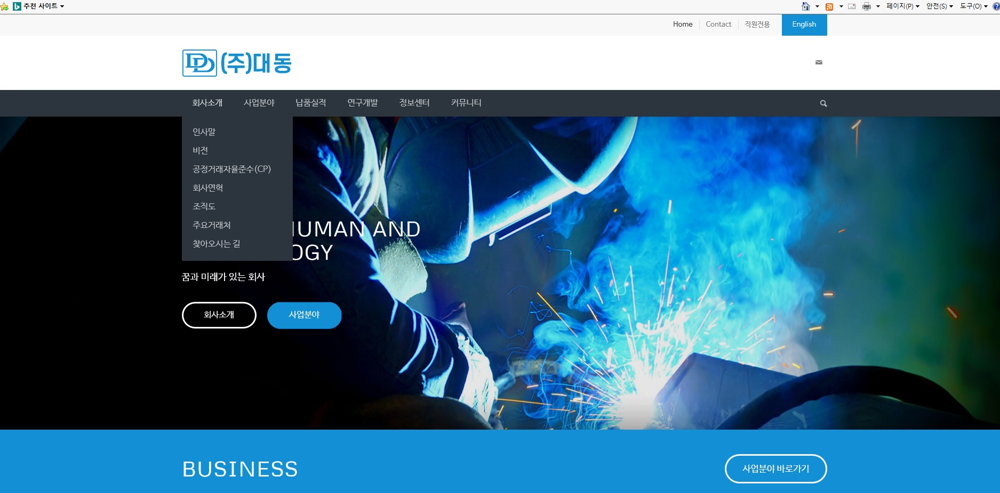 추천 사이트
페이지(P) 안전(S) 도구(O)
Home Contact 직원전용 English
DD (주)대동
회사소개 사업분야 납품실적 연구개발 정보센터 커뮤니티
인사말
비전
공정거래자율준수(CP)
회사연혁
조직도
주요거래처
찾아오시는 길
HUMAN AND
OGY
꿈과 미래가 있는 회사
회사소개 사업분야
BUSINESS
사업분야 바로가기